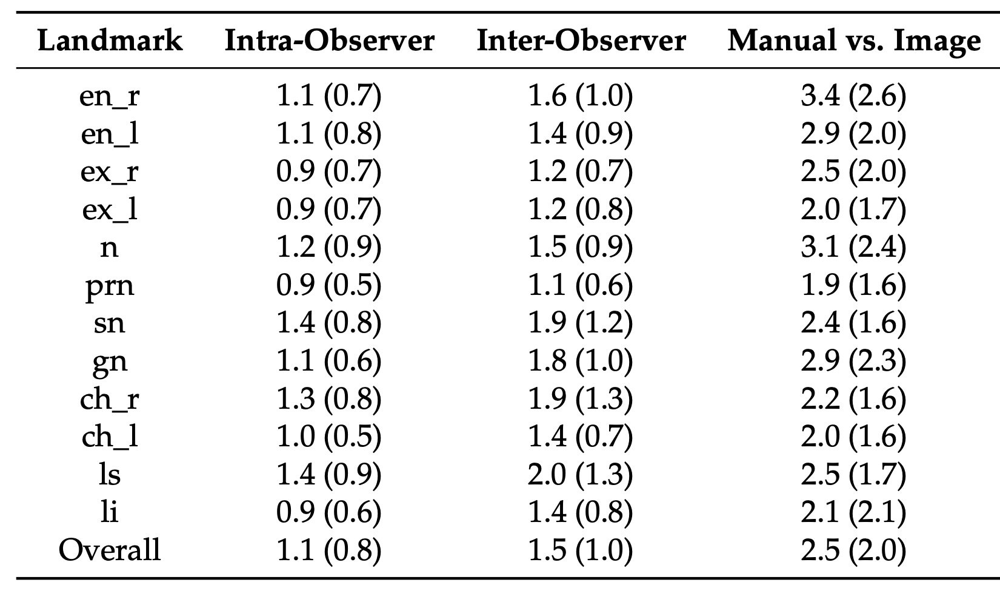 Landmark Intra-Observer Inter-Observer Manual vs. Image
en_r 1.1 (0.7) 1.6 (1.0) 3.4 (2.6)
en_l 1.1 (0.8) 1.4 (0.9) 2.9 (2.0)
ex_r 0.9 (0.7) 1.2 (0.7) 2.5 (2.0)
ex_l 0.9 (0.7) 1.2 (0.8) 2.0 (1.7)
n 1.2 (0.9) 1.5 (0.9) 3.1 (2.4)
prn 0.9 (0.5) 1.1 (0.6) 1.9 (1.6)
sn 1.4 (0.8) 1.9 (1.2) 2.4 (1.6)
gn 1.1 (0.6) 1.8 (1.0) 2.9 (2.3)
ch_r 1.3 (0.8) 1.9 (1.3) 2.2 (1.6)
ch_l 1.0 (0.5) 1.4 (0.7) 2.0 (1.6)
ls 1.4 (0.9) 2.0 (1.3) 2.5 (1.7)
li 0.9 (0.6) 1.4 (0.8) 2.1 (2.1)
Overall 1.1 (0.8) 1.5 (1.0) 2.5 (2.0)